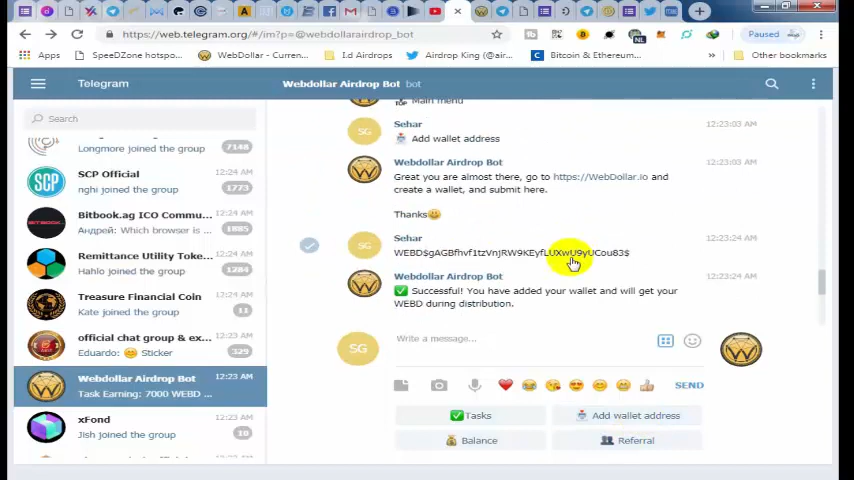 https://web.telegram.org/#/im?p=@webdollarairdrop_bot
Paused
Apps
SpeedZone hotspo...
WebDollar - Curren...
Id Airdrops
Airdrop King (@air...
Bitcoin & Ethereum...
»
Other bookmarks
Telegram
Webdollar Airdrop Bot bot
Search
Longmore joined the group
7148
SCP Official
12:24 AM
nghi joined the group
1773
Bitbook.ag ICO Commu...
12:24 AM
Андрей: Which browser is ...
1885
Remittance Utility Toke...
12:24 AM
Hahlo joined the group
1284
Treasure Financial Coin
12:24 AM
Kate joined the group
11
official chat group & ex...
12:23 AM
Eduardo: 😊 Sticker
329
Webdollar Airdrop Bot
12:23 AM
Task Earning: 7000 WEBD ...
xFond
12:23 AM
Jish joined the group
10
TOP Main menu
SG
Sehar
12:23:03 AM
📩 Add wallet address
Webdollar Airdrop Bot
12:23:03 AM
Great you are almost there, go to https://WebDollar.io and
create a wallet, and submit here.
Thanks😀
SG
Sehar
12:23:24 AM
WEBD$gAGBfhvf1tzVnjRW9KEyfLUXwU9yUCou83$
Webdollar Airdrop Bot
12:23:24 AM
✅ Successful! You have added your wallet and will get your
WEBD during distribution.
SG
Write a message...
SEND
✅Tasks
📩 Add wallet address
💰 Balance
👥 Referral